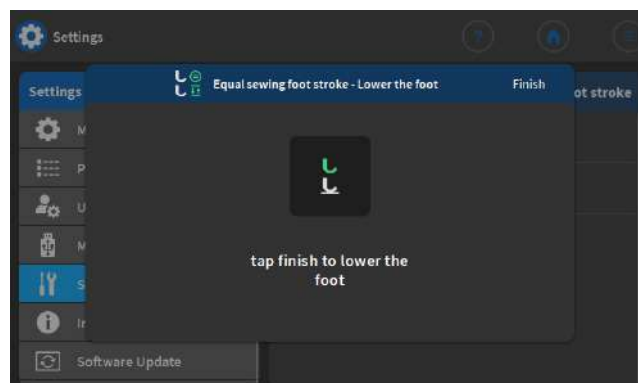 Settings
Equal sewing foot stroke - Lower the foot
Finish
Settings
ot stroke
M
P
U
M
S
In
Software Update
tap finish to lower the
foot